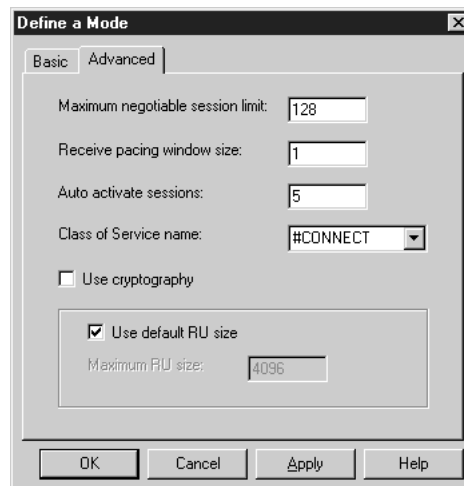 Define a Mode
Basic Advanced
Maximum negotiable session limit: 128
Receive pacing window size: 1
Auto activate sessions: 5
Class of Service name: #CONNECT
Use cryptography
Use default RU size
Maximum RU size: 4096
OK Cancel Apply Help